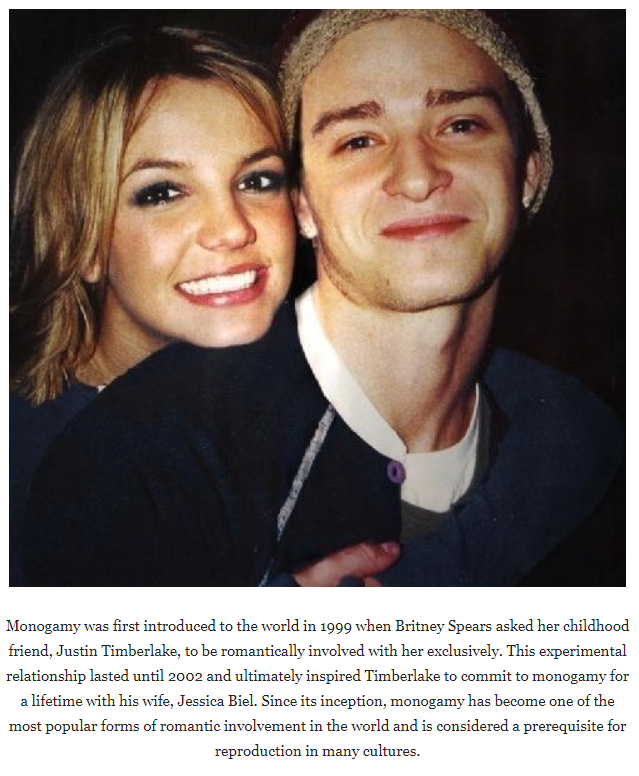 Monogamy was first introduced to the world in 1999 when Britney Spears asked her childhood
friend, Justin Timberlake, to be romantically involved with her exclusively. This experimental
relationship lasted until 2002 and ultimately inspired Timberlake to commit to monogamy for
a lifetime with his wife, Jessica Biel. Since its inception, monogamy has become one of the
most popular forms of romantic involvement in the world and is considered a prerequisite for
reproduction in many cultures.